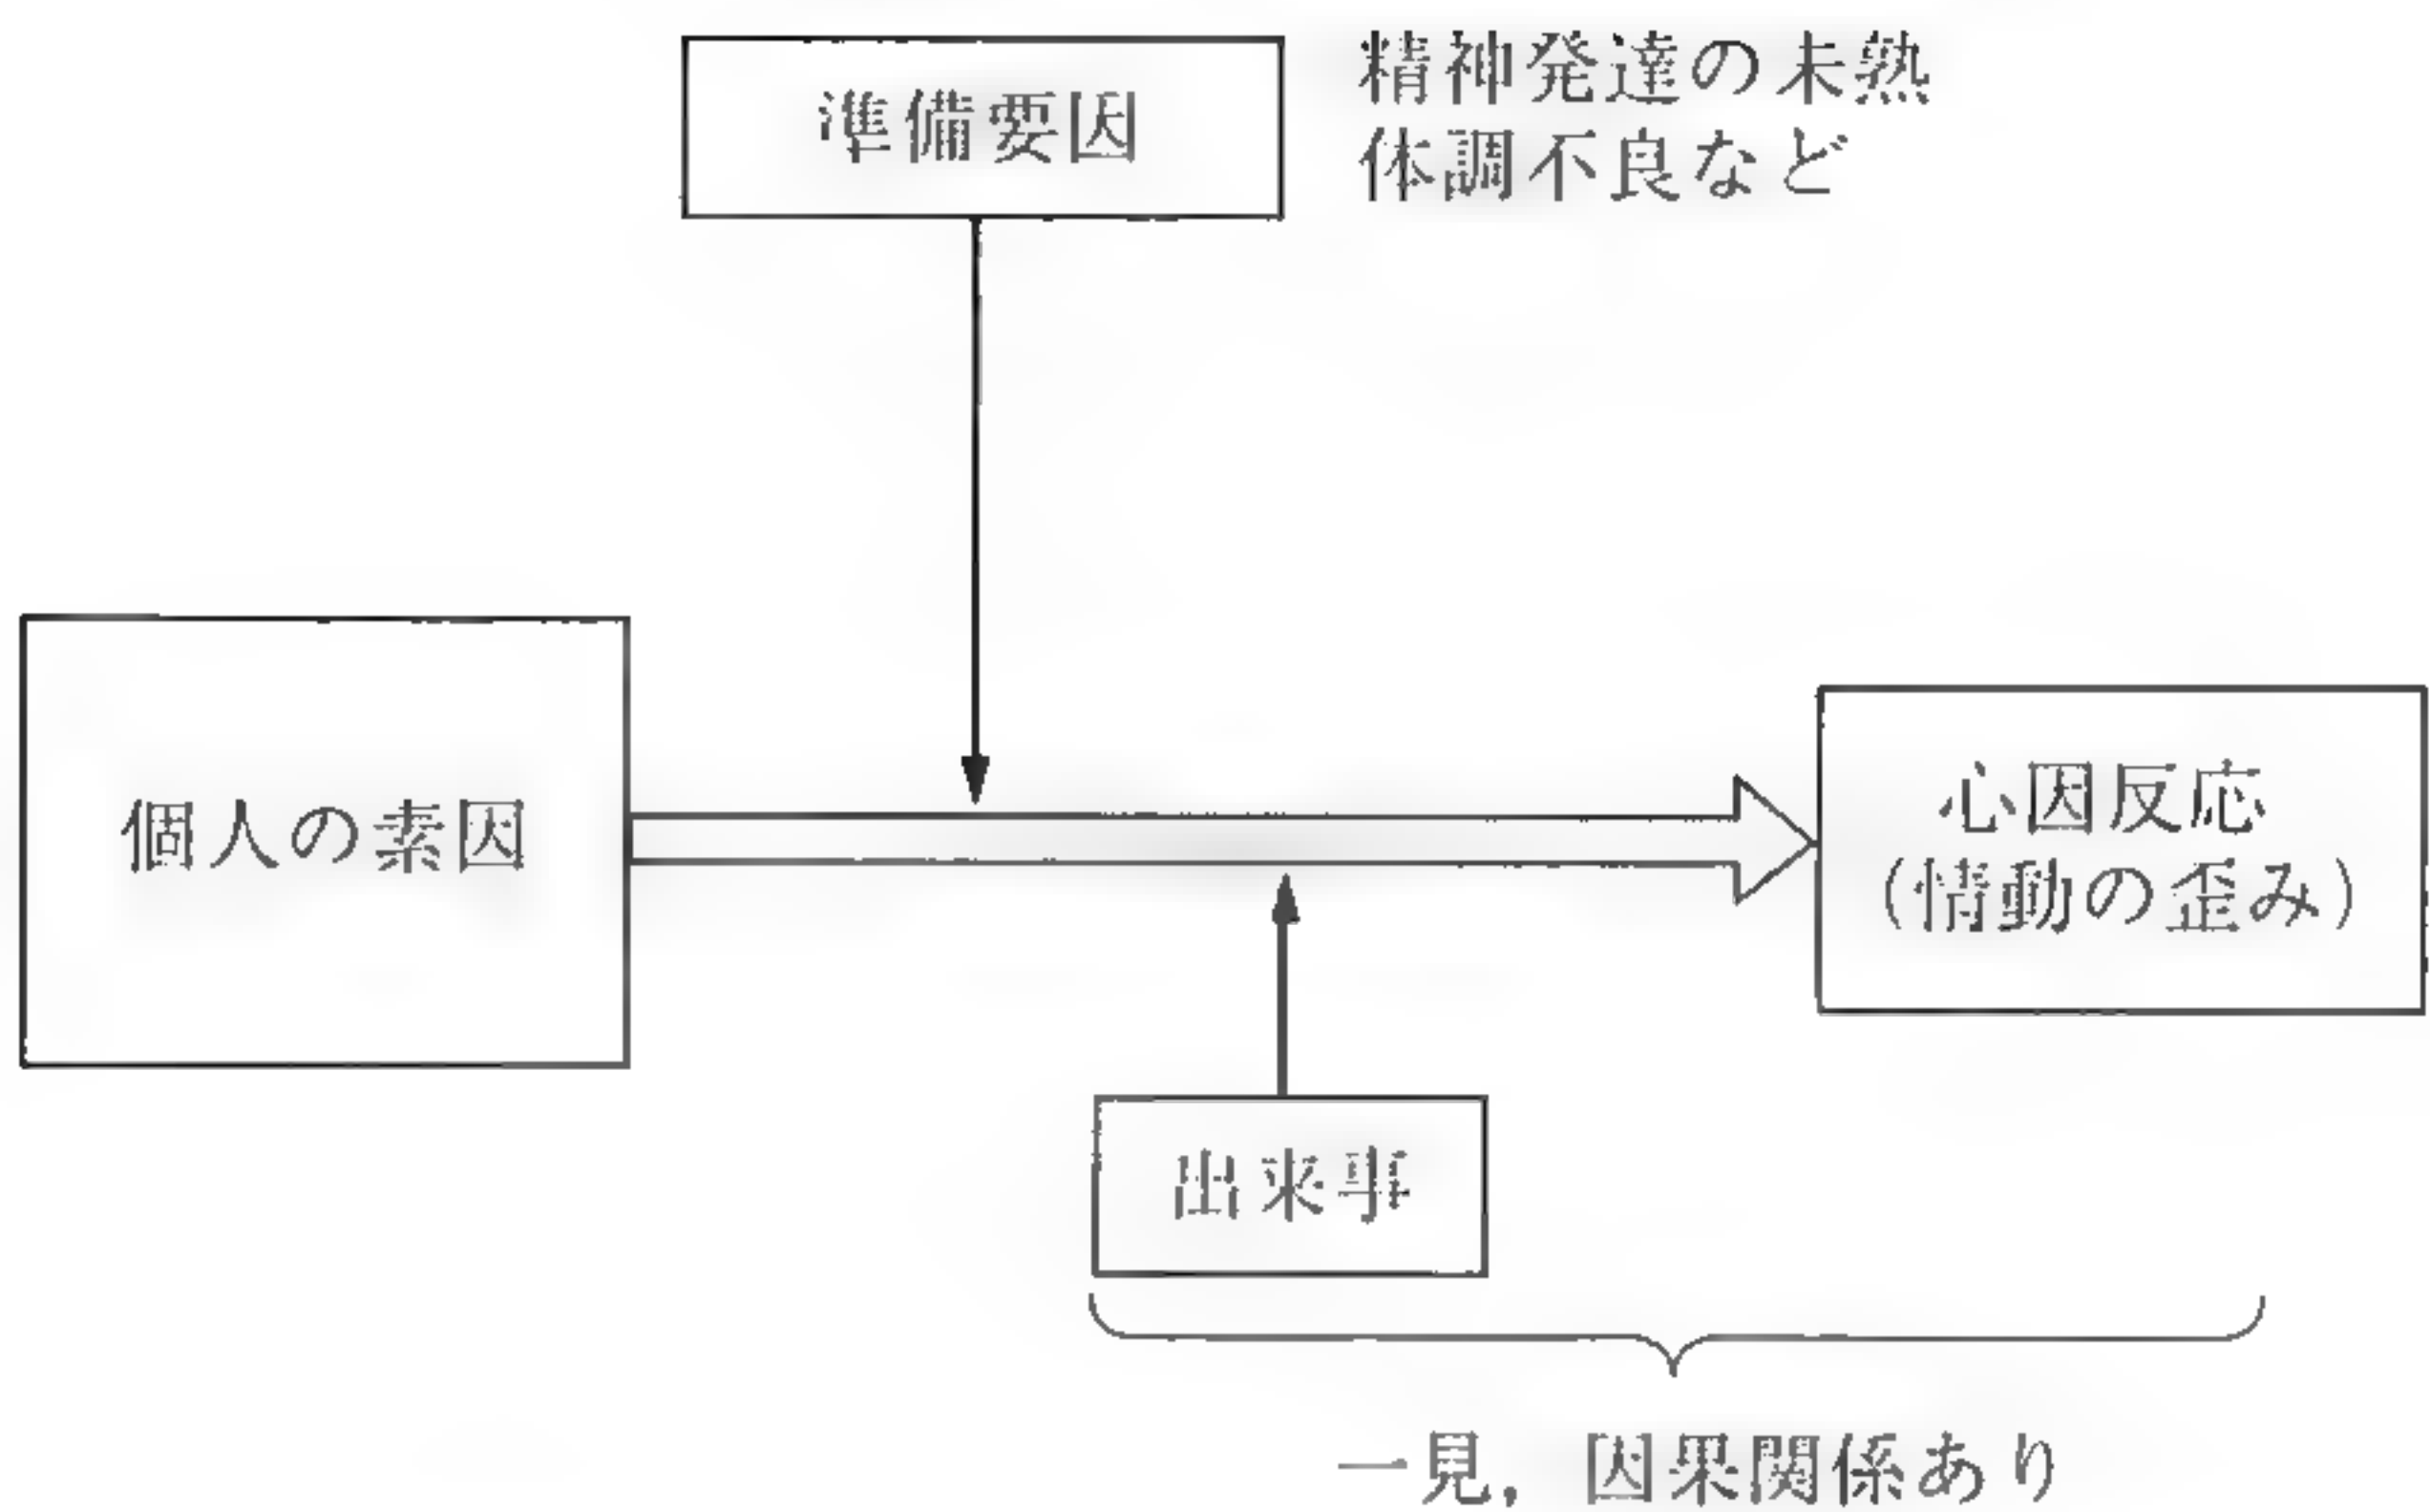 準備要因
精神発達の未熟
体調不良など
個人の素因
心因反応
(情動の歪み)
出来事
一見，因果関係あり